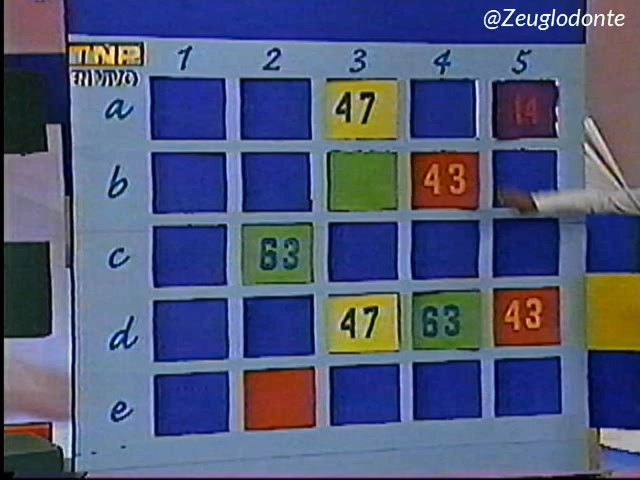 @Zeuglodonte
TNP
EN VIVO
1 2 3 4 5
a 47 14
b 43
c 63
d 47 63 43
e